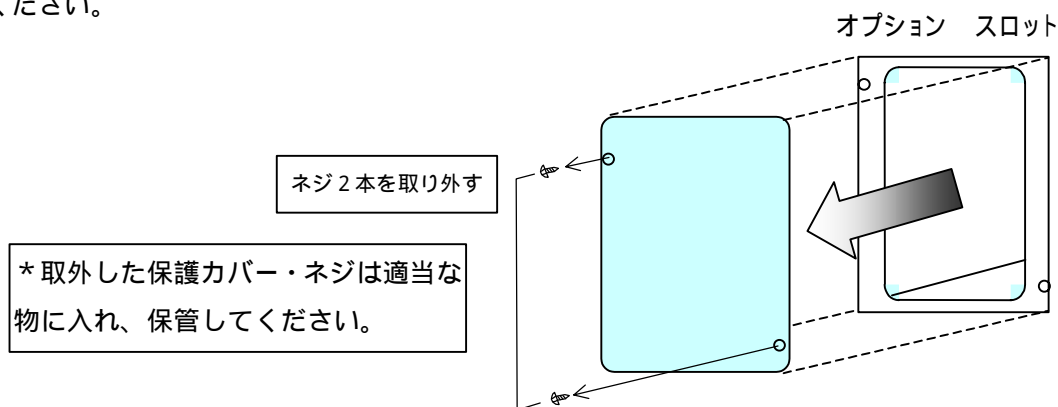 ください。
オプション　スロット
ネジ２本を取り外す
＊取外した保護カバー・ネジは適当な
物に入れ、保管してください。